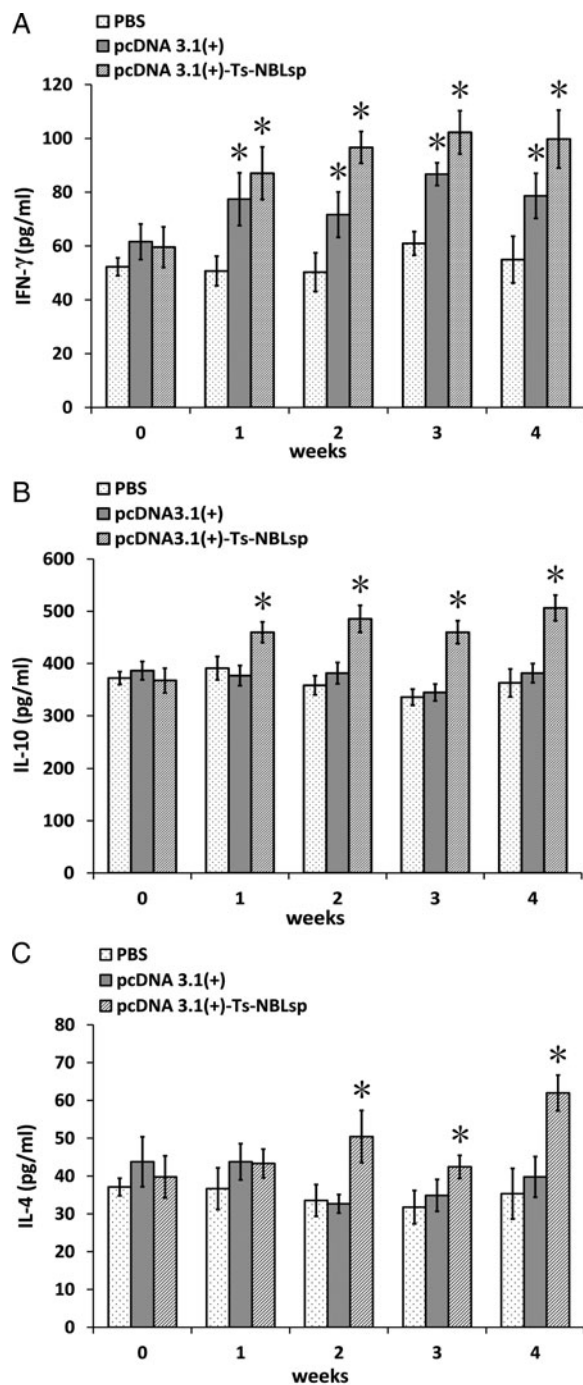 A
PBS
pcDNA 3.1(+)
pcDNA 3.1(+)-Ts-NBLsp
120
100
80
60
40
20
0
IFN-γ (pg/ml)
* * * * * * * *
0 1 2 3 4
weeks
B
PBS
pcDNA3.1(+)
pcDNA3.1(+)-Ts-NBLsp
600
500
400
300
200
100
0
IL-10 (pg/ml)
* * * *
0 1 2 3 4
weeks
C
PBS
pcDNA 3.1(+)
pcDNA 3.1(+)-Ts-NBLsp
80
70
60
50
40
30
20
10
0
IL-4 (pg/ml)
* * *
0 1 2 3 4
weeks